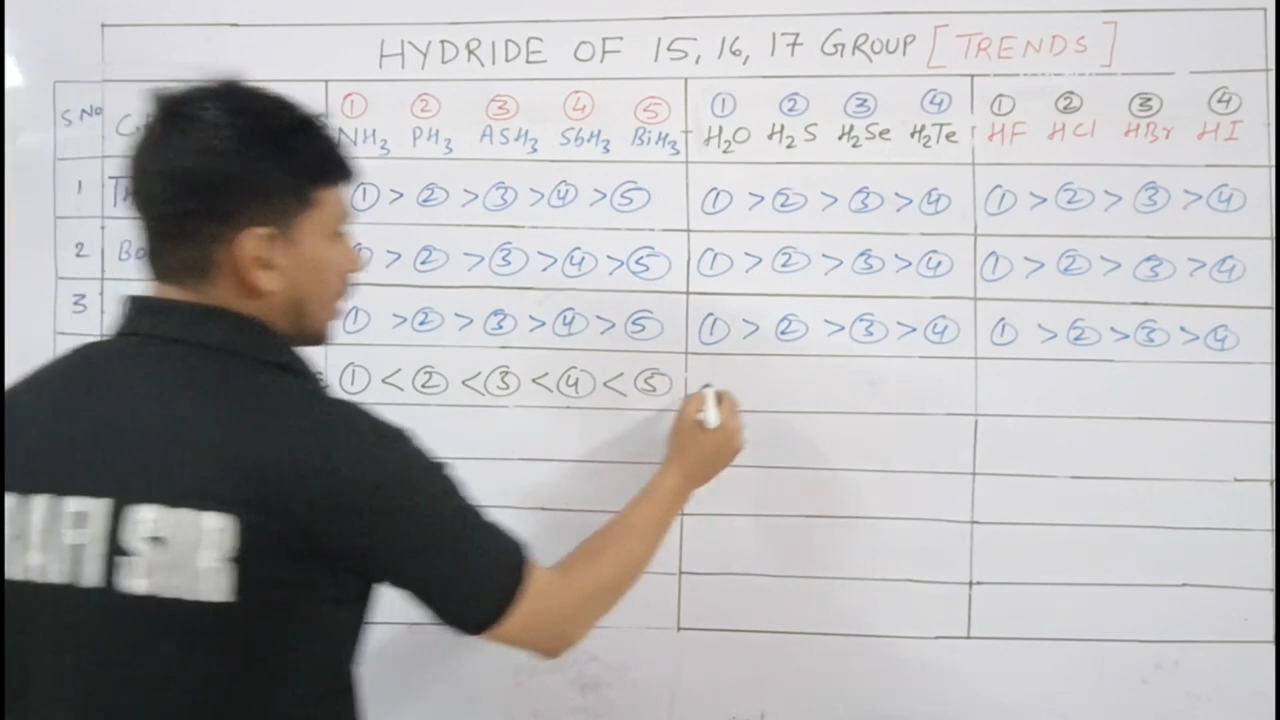 HYDRIDE OF 15, 16, 17 GROUP [TRENDS]
S No ① ② ③ ④ ⑤ ① ② ③ ④ ① ② ③ ④
NH₃ PH₃ ASH₃ SbH₃ BiH₃ H₂O H₂S H₂Se H₂Te HF HCl HBr HI
1 ① > ② > ③ > ④ > ⑤ ① > ② > ③ > ④ ① > ② > ③ > ④
2 > ② > ③ > ④ > ⑤ ① > ② > ③ > ④ ① > ② > ③ > ④
3 ① > ② > ③ > ④ > ⑤ ① > ② > ③ > ④ ① > ② > ③ > ④
① < ② < ③ < ④ < ⑤